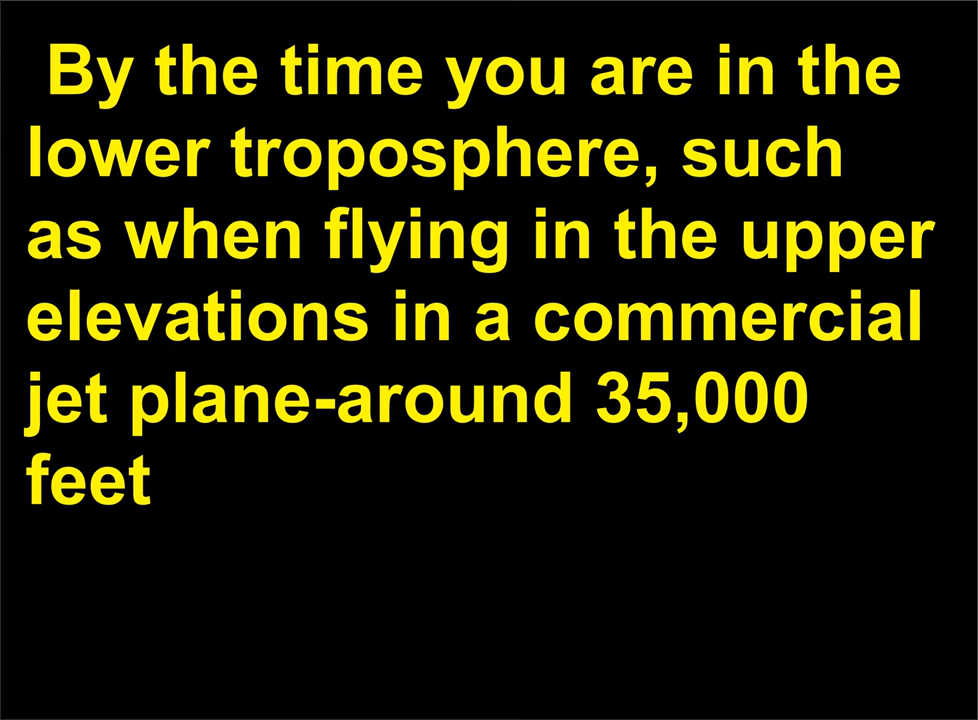 By the time you are in the
lower troposphere, such
as when flying in the upper
elevations in a commercial
jet plane-around 35,000
feet